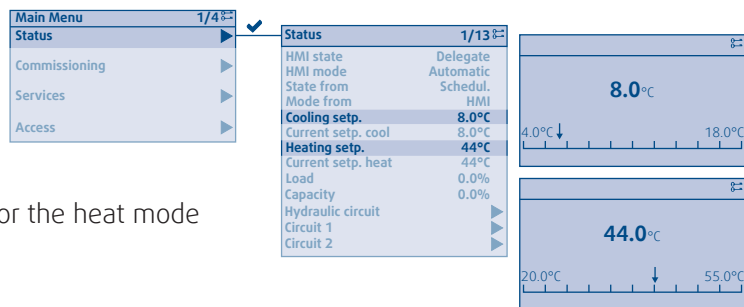 Main Menu 1/4
Status
Commissioning
Services
Access
Status 1/13
HMI state Delegate
HMI mode Automatic
State from Schedul.
Mode from HMI
Cooling setp. 8.0°C
Current setp. cool 8.0°C
Heating setp. 44°C
Current setp. heat 44°C
Load 0.0%
Capacity 0.0%
Hydraulic circuit
Circuit 1
Circuit 2
8.0°C
4.0°C 18.0°C
44.0°C
20.0°C 55.0°C
or the heat mode